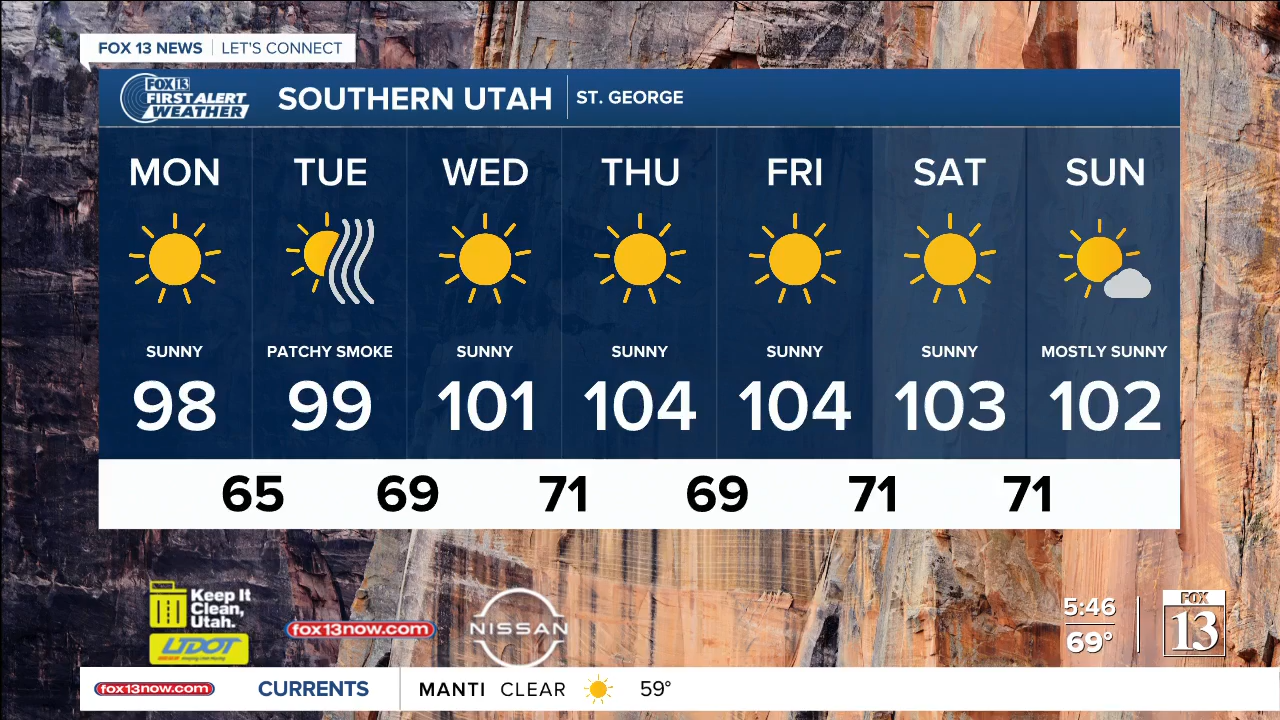 FOX 13 NEWS | LET'S CONNECT
FOX 13
FIRST ALERT
WEATHER
SOUTHERN UTAH | ST. GEORGE
MON TUE WED THU FRI SAT SUN
SUNNY PATCHY SMOKE SUNNY SUNNY SUNNY SUNNY MOSTLY SUNNY
98 99 101 104 104 103 102
65 69 71 69 71 71
Keep It
Clean,
Utah.
UDOT
fox13now.com
NISSAN
5:46
69°
FOX
13
fox13now.com CURRENTS MANTI CLEAR 59°